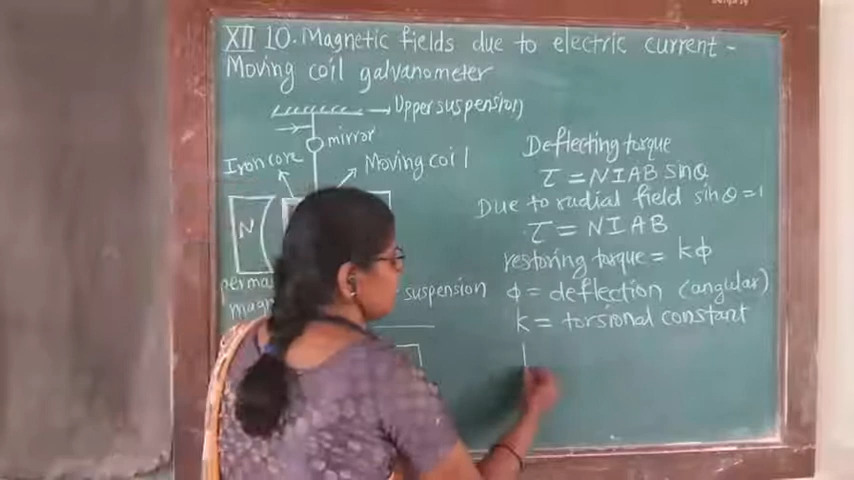 XII 10. Magnetic fields due to electric current -
Moving coil galvanometer
Upper suspension
mirror
Iron core
Moving coil
N
suspension
Deflecting torque
τ = NIAB sinθ
Due to radial field sinθ = 1
τ = NIAB
restoring torque = kϕ
ϕ = deflection (angular)
k = torsional constant